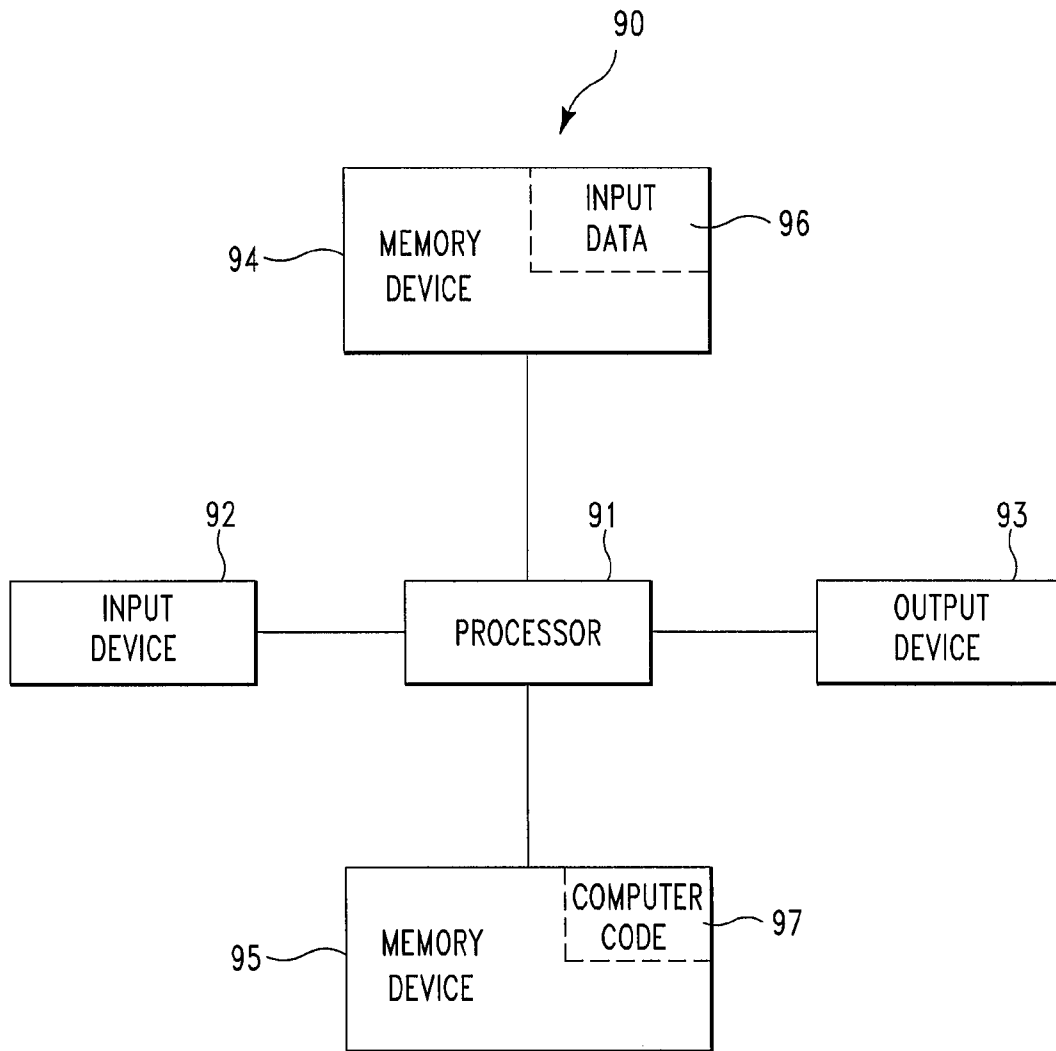 90
INPUT
DATA
96
MEMORY
DEVICE
94
92
91
93
INPUT
DEVICE
PROCESSOR
OUTPUT
DEVICE
COMPUTER
CODE
97
MEMORY
DEVICE
95